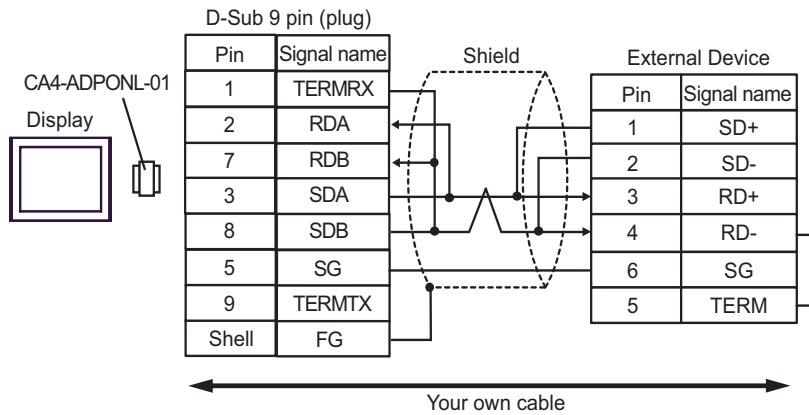 D-Sub 9 pin (plug)
Pin Signal name
1 TERMRX
2 RDA
7 RDB
3 SDA
8 SDB
5 SG
9 TERMTX
Shell FG
CA4-ADPONL-01
Display
Shield
External Device
Pin Signal name
1 SD+
2 SD-
3 RD+
4 RD-
6 SG
5 TERM
Your own cable